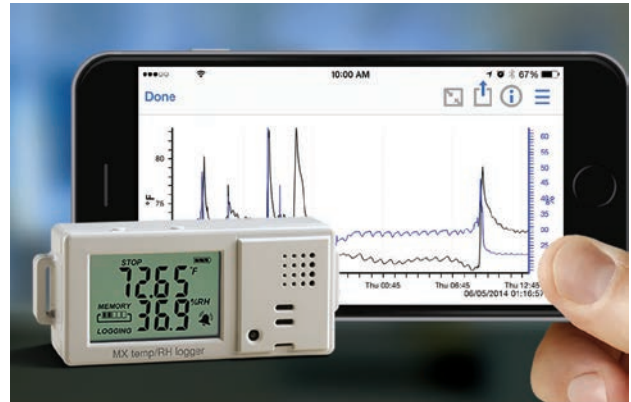 10:00 AM
67%
Done
80
°F
76
60
55
50
45
40
35
30
25
Thu 00:45
Thu 06:45
Thu 12:45
06/05/2014 01:16:57
STOP
72.65 °F
MEMORY
36.9 %RH
LOGGING
MX temp/RH logger